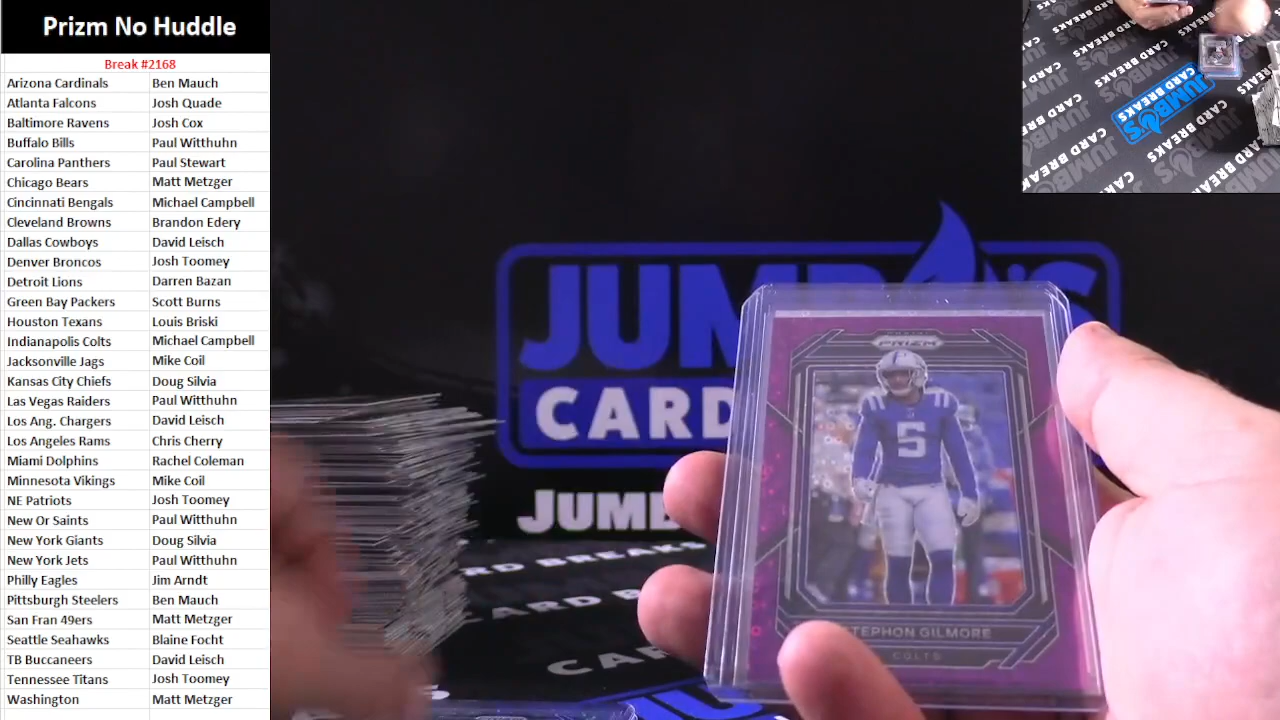 Prizm No Huddle
Break #2168
Arizona Cardinals Ben Mauch
Atlanta Falcons Josh Quade
Baltimore Ravens Josh Cox
Buffalo Bills Paul Witthuhn
Carolina Panthers Paul Stewart
Chicago Bears Matt Metzger
Cincinnati Bengals Michael Campbell
Cleveland Browns Brandon Edery
Dallas Cowboys David Leisch
Denver Broncos Josh Toomey
Detroit Lions Darren Bazan
Green Bay Packers Scott Burns
Houston Texans Louis Briski
Indianapolis Colts Michael Campbell
Jacksonville Jags Mike Coil
Kansas City Chiefs Doug Silvia
Las Vegas Raiders Paul Witthuhn
Los Ang. Chargers David Leisch
Los Angeles Rams Chris Cherry
Miami Dolphins Rachel Coleman
Minnesota Vikings Mike Coil
NE Patriots Josh Toomey
New Or Saints Paul Witthuhn
New York Giants Doug Silvia
New York Jets Paul Witthuhn
Philly Eagles Jim Arndt
Pittsburgh Steelers Ben Mauch
San Fran 49ers Matt Metzger
Seattle Seahawks Blaine Focht
TB Buccaneers David Leisch
Tennessee Titans Josh Toomey
Washington Matt Metzger
JUMBO'S
CARD BREAKS
JUMB 'S
CARD
JUMB
RD BREAKS
CARD B
CARD
PANINI
PRIZM
5
STEPHON GILMORE
COLTS